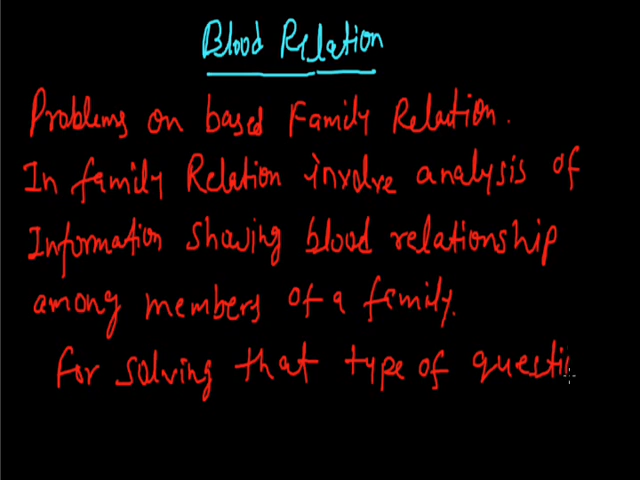 Blood Relation
Problems on based Family Relation.
In family Relation involve analysis of
Information showing blood relationship
among members of a family.
For solving that type of questi